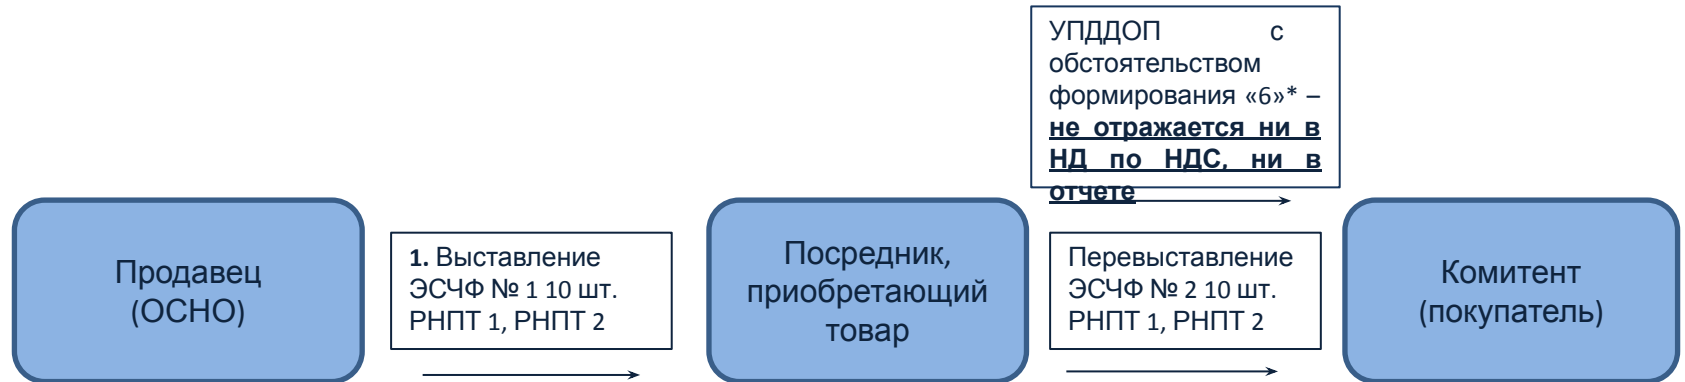 УПДДОП с
обстоятельством
формирования «6»* –
не отражается ни в
НД по НДС, ни в
отчете
Продавец
(ОСНО)
1. Выставление
ЭСЧФ № 1 10 шт.
РНПТ 1, РНПТ 2
Посредник,
приобретающий
товар
Перевыставление
ЭСЧФ № 2 10 шт.
РНПТ 1, РНПТ 2
Комитент
(покупатель)